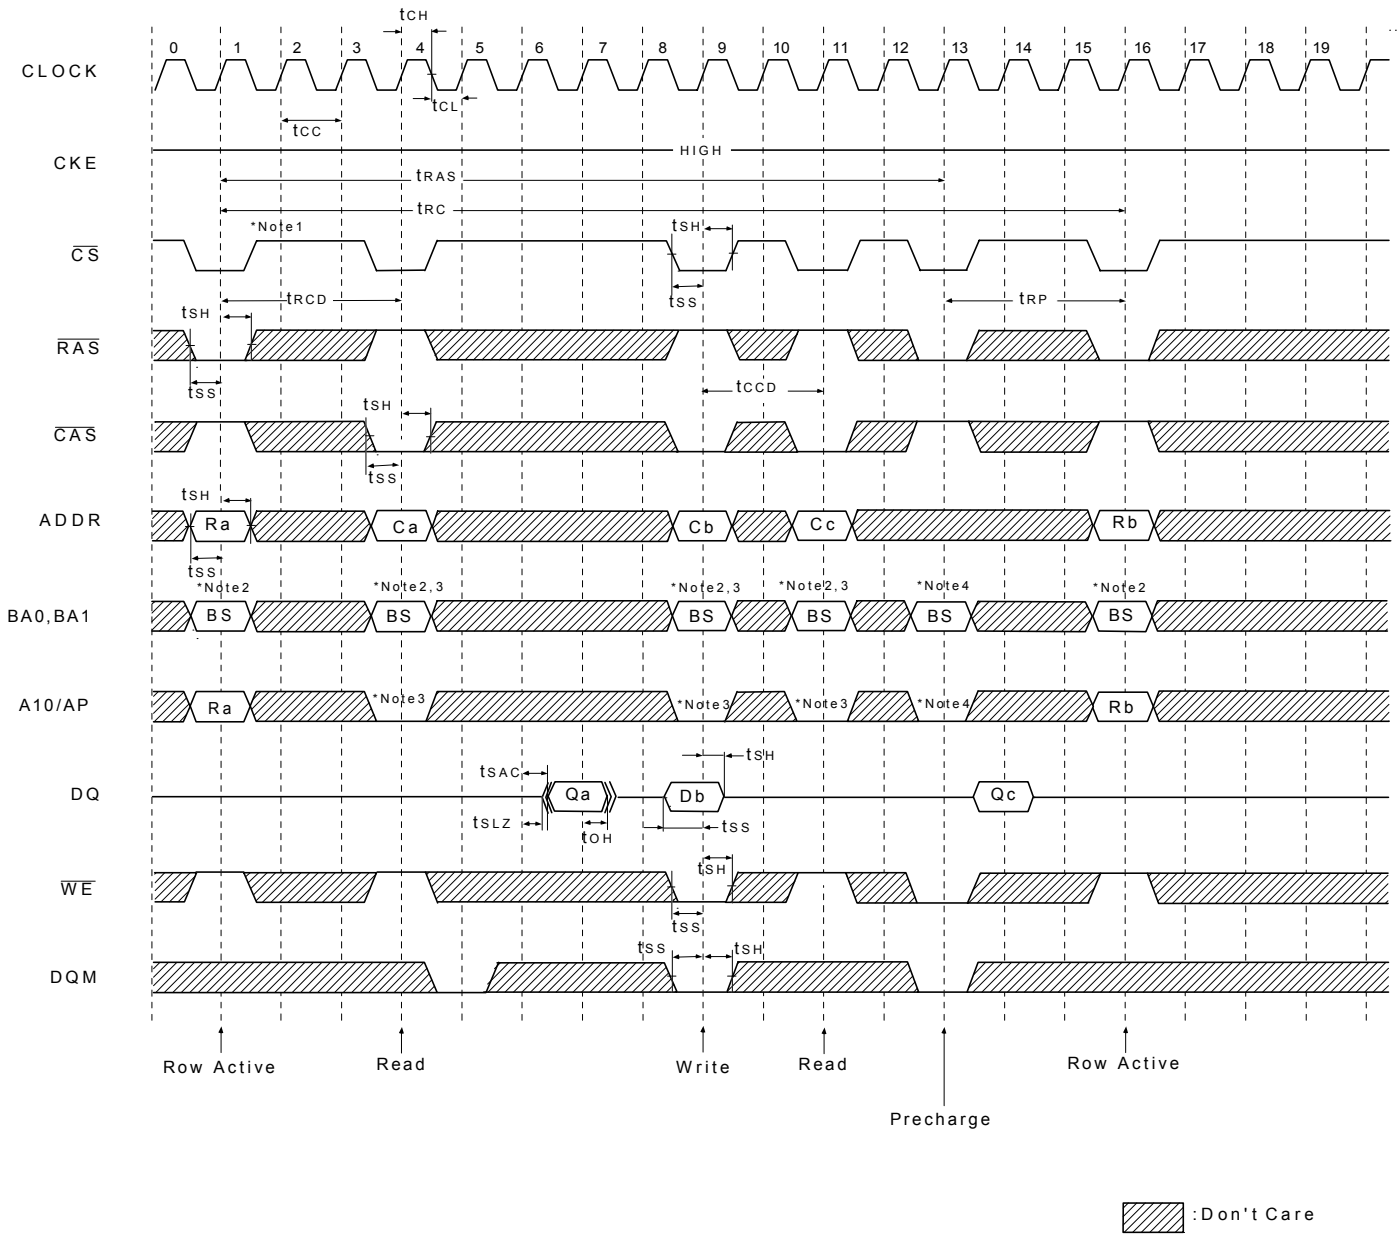 tCH
0 1 2 3 4 5 6 7 8 9 10 11 12 13 14 15 16 17 18 19
CLOCK
tCL
tCC
HIGH
CKE
tRAS
tRC
*Note1
tSH
CS
tSS
tRCD
tRP
tSH
RAS
tSS
tCCD
tSH
CAS
tSS
tSH
ADDR
Ra Ca Cb Cc Rb
tSS
*Note2 *Note2,3 *Note2,3 *Note2,3 *Note4 *Note2
BA0,BA1
BS BS BS BS BS BS
A10/AP
Ra *Note3 *Note3 *Note3 *Note4 Rb
tSH
tSAC
DQ
Qa Db Qc
tSLZ tOH tSS
tSH
WE
tSS
tSS tSH
DQM
Row Active Read Write Read Row Active
Precharge
:Don't Care